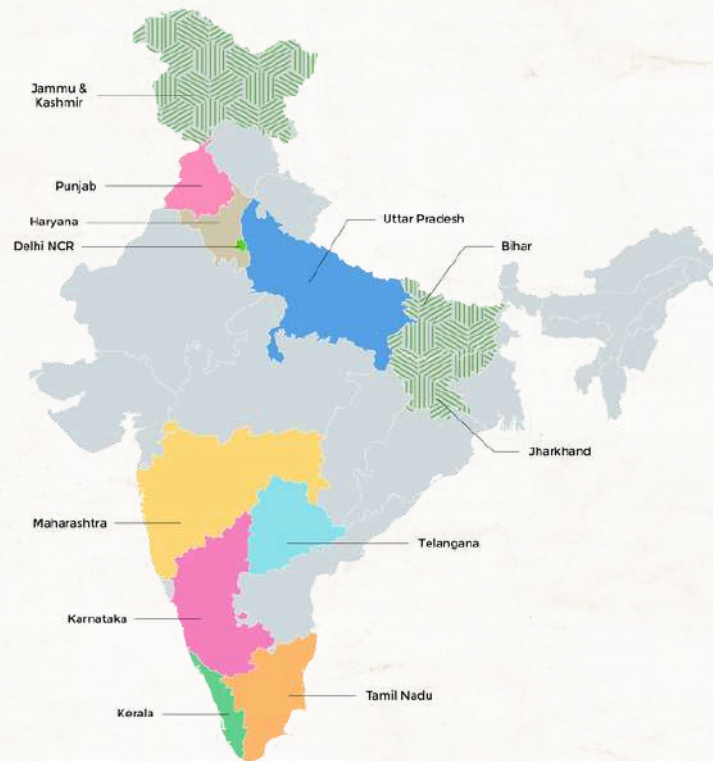 Jammu &
Kashmir
Punjab
Haryana
Uttar Pradesh
Delhi NCR
Bihar
Jharkhand
Maharashtra
Telangana
Karnataka
Tamil Nadu
Kerala